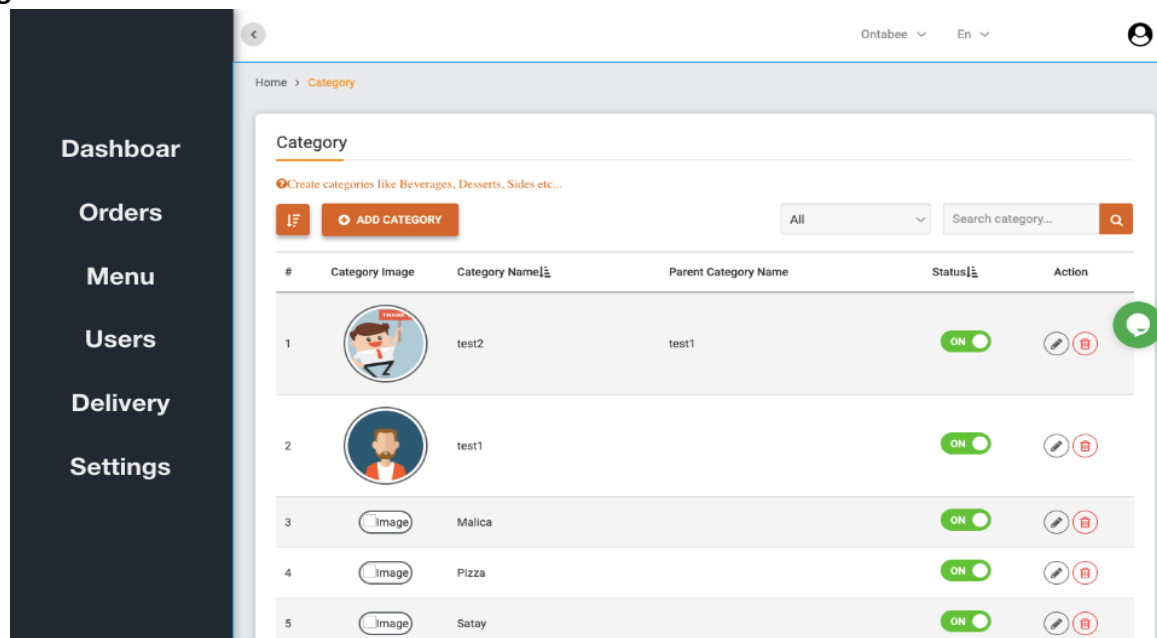 Ontabee En
Home > Category
Dashboar
Orders
Menu
Users
Delivery
Settings
Category
Create categories like Beverages, Desserts, Sides etc...
ADD CATEGORY All Search category...
# Category Image Category Name Parent Category Name Status Action
THANK
1 test2 test1 ON
2 test1 ON
3 Image Malica ON
4 Image Pizza ON
5 Image Satay ON